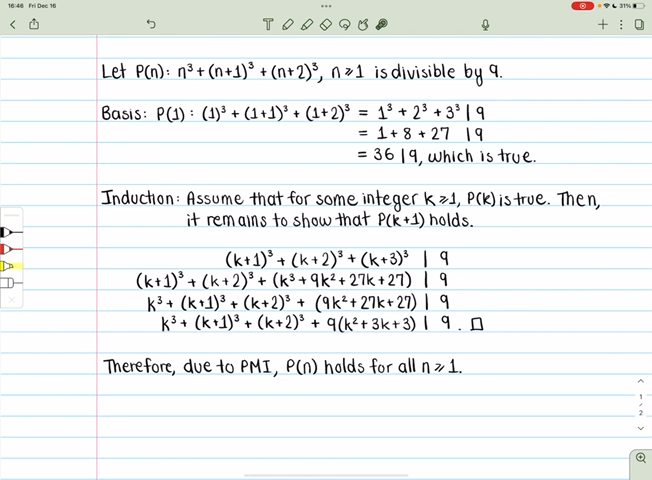 16:46 Fri Dec 16
31%
Let P(n): n³ + (n+1)³ + (n+2)³, n ⩾ 1 is divisible by 9.
Basis: P(1) : (1)³ + (1+1)³ + (1+2)³ = 1³ + 2³ + 3³ | 9
= 1 + 8 + 27 | 9
= 36 | 9, which is true.
Induction: Assume that for some integer k ⩾ 1, P(k) is true. Then,
it remains to show that P(k+1) holds.
(k+1)³ + (k+2)³ + (k+3)³ | 9
(k+1)³ + (k+2)³ + (k³ + 9k² + 27k + 27) | 9
k³ + (k+1)³ + (k+2)³ + (9k² + 27k + 27) | 9
k³ + (k+1)³ + (k+2)³ + 9(k² + 3k + 3) | 9 . □
Therefore, due to PMI, P(n) holds for all n ⩾ 1.
1
/
2